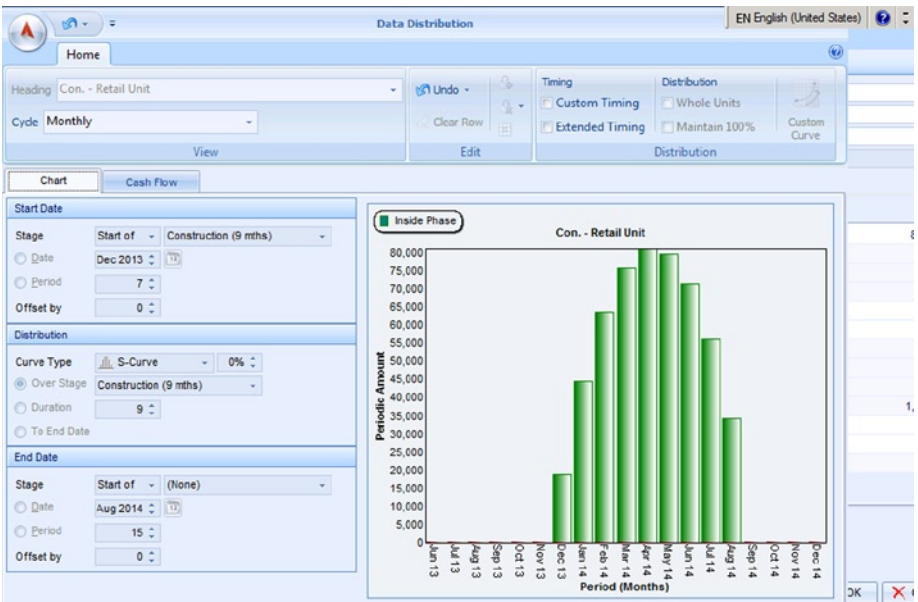 Data Distribution
EN English (United States)
Home
Heading Con. - Retail Unit
Cycle Monthly
View
Undo
Clear Row
Edit
Timing
Custom Timing
Extended Timing
Distribution
Whole Units
Maintain 100%
Custom Curve
Distribution
Chart
Cash Flow
Start Date
Stage Start of Construction (9 mths)
Date Dec 2013
Period 7
Offset by 0
Distribution
Curve Type S-Curve 0%
Over Stage Construction (9 mths)
Duration 9
To End Date
End Date
Stage Start of (None)
Date Aug 2014
Period 15
Offset by 0
Inside Phase
Con. - Retail Unit
Periodic Amount
80,000
75,000
70,000
65,000
60,000
55,000
50,000
45,000
40,000
35,000
30,000
25,000
20,000
15,000
10,000
5,000
0
Jun 13
Jul 13
Aug 13
Sep 13
Oct 13
Nov 13
Dec 13
Jan 14
Feb 14
Mar 14
Apr 14
May 14
Jun 14
Jul 14
Aug 14
Sep 14
Oct 14
Nov 14
Dec 14
Period (Months)
8
1,
OK